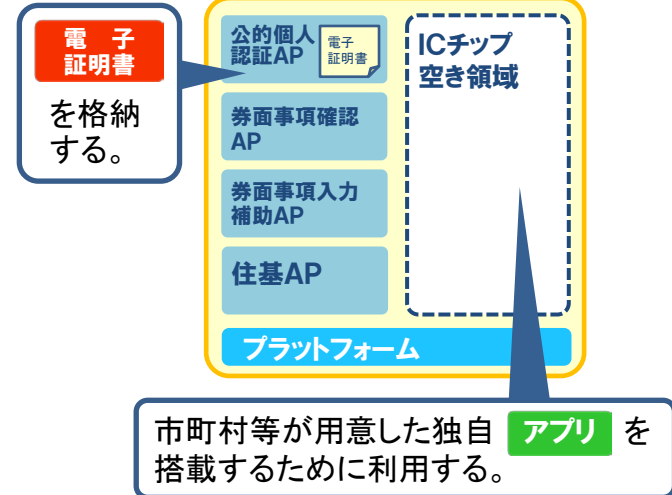 電 子
証明書
を格納
する。
公的個人
認証AP
電子
証明書
券面事項確認
AP
券面事項入力
補助AP
住基AP
ICチップ
空き領域
プラットフォーム
市町村等が用意した独自 アプリ を
搭載するために利用する。